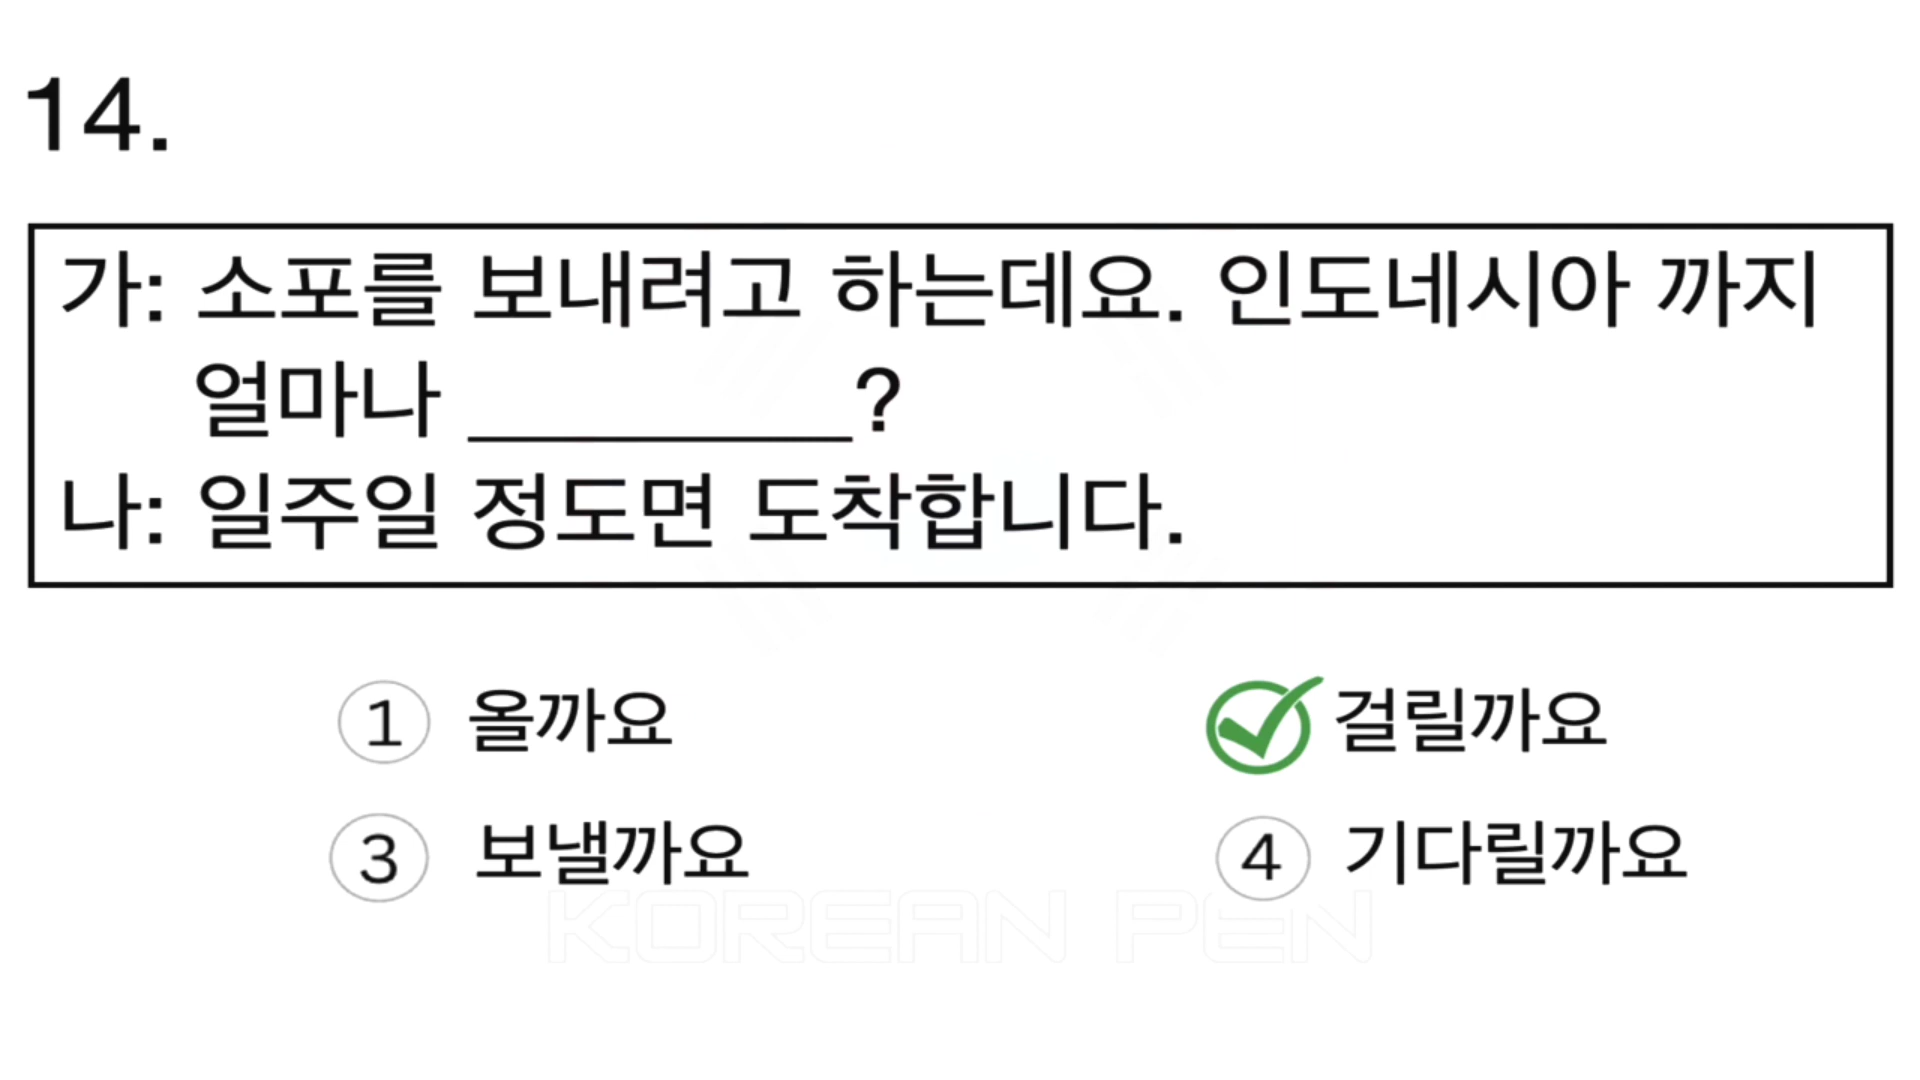 14.
가: 소포를 보내려고 하는데요. 인도네시아 까지
얼마나 __________?
나: 일주일 정도면 도착합니다.
① 올까요
걸릴까요
③ 보낼까요
④ 기다릴까요
KOREAN PEN